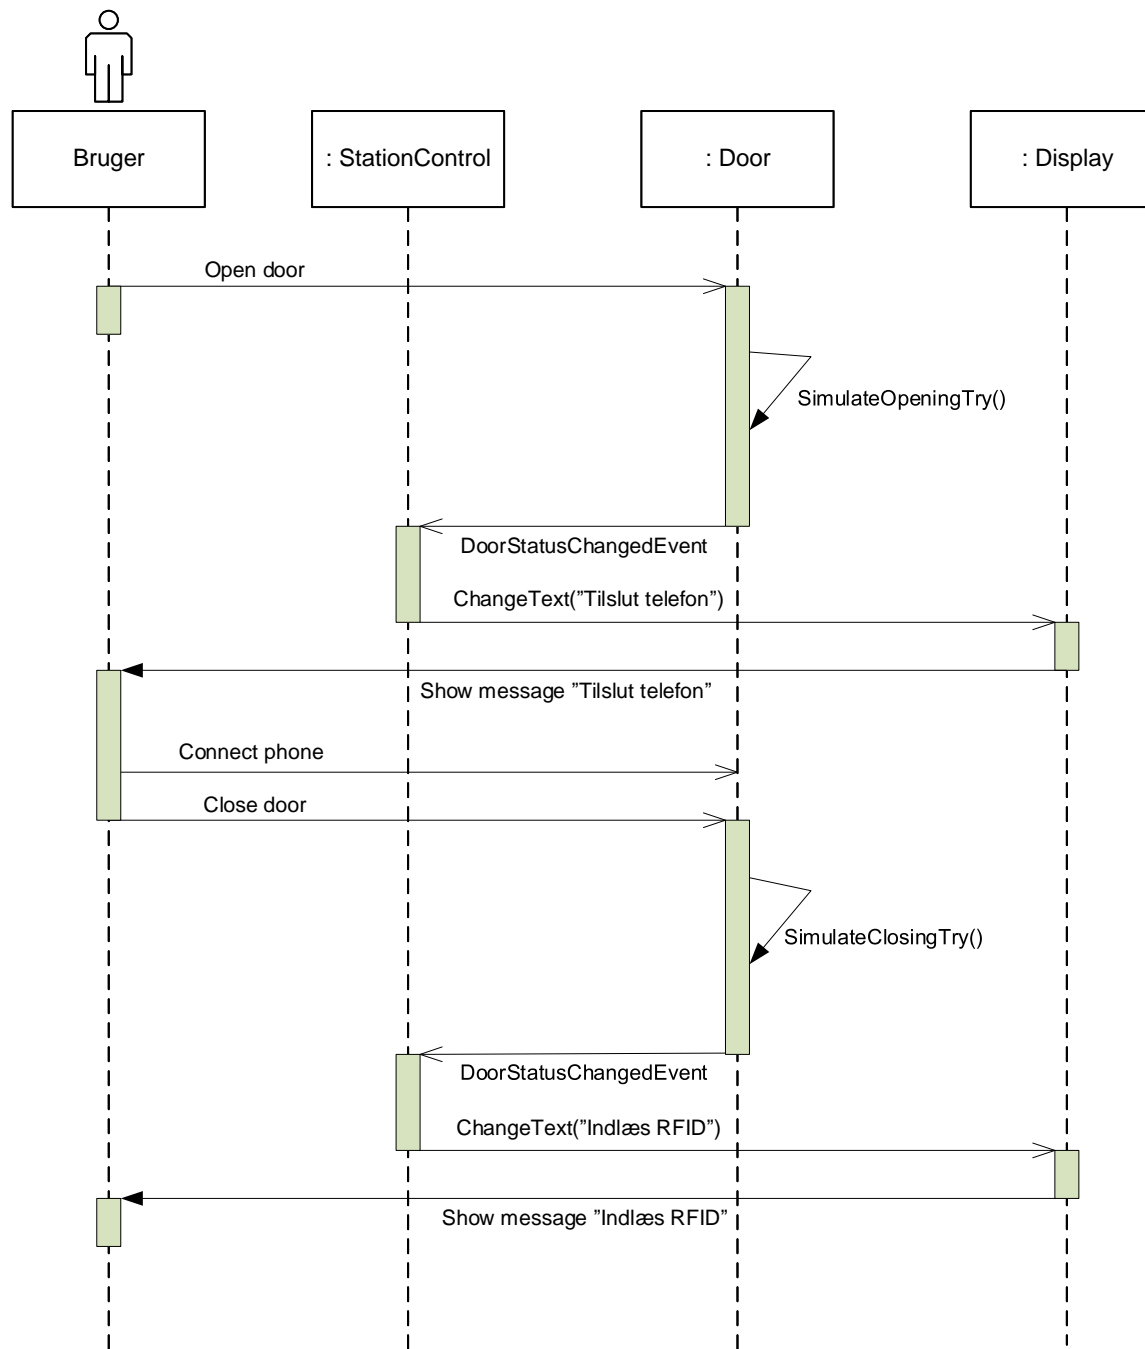 Bruger
: StationControl
: Door
: Display
Open door
SimulateOpeningTry()
DoorStatusChangedEvent
ChangeText(”Tilslut telefon”)
Show message ”Tilslut telefon”
Connect phone
Close door
SimulateClosingTry()
DoorStatusChangedEvent
ChangeText(”Indlæs RFID”)
Show message ”Indlæs RFID”